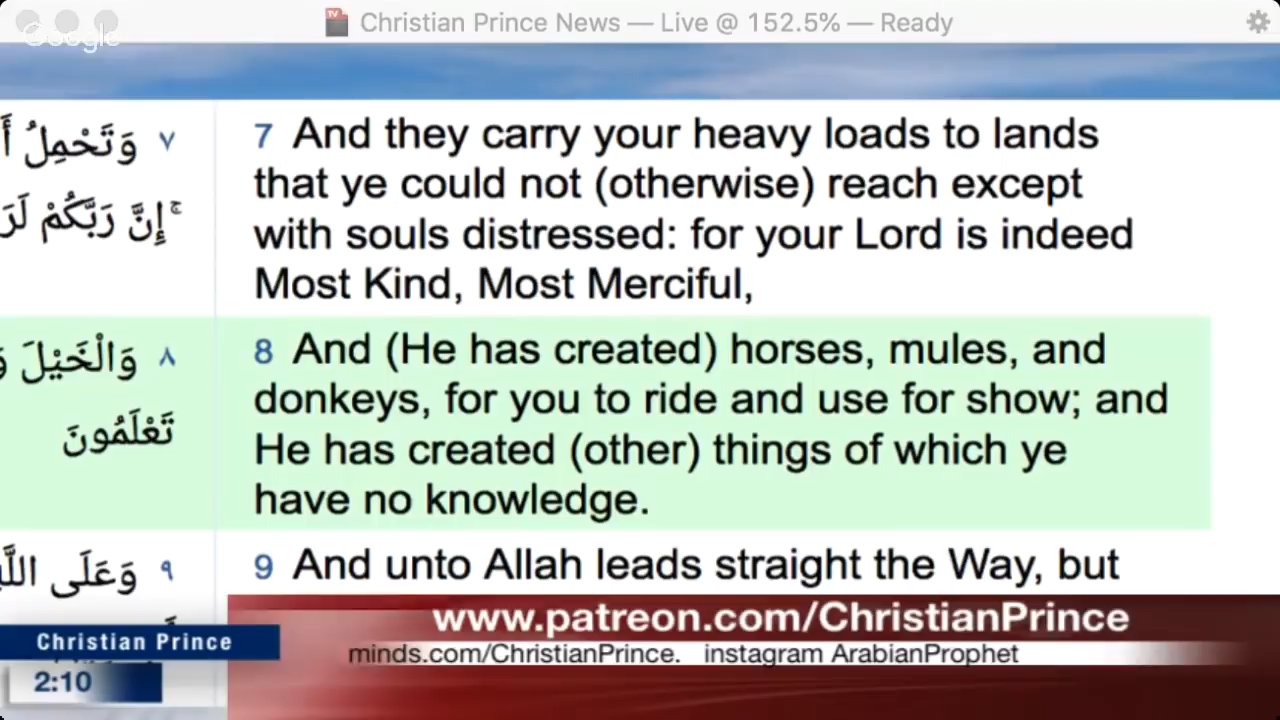 Google
Christian Prince News — Live @ 152.5% — Ready
٧ وَتَحْمِلُ
إِنَّ رَبَّكُمْ
7 And they carry your heavy loads to lands
that ye could not (otherwise) reach except
with souls distressed: for your Lord is indeed
Most Kind, Most Merciful,
٨ وَالْخَيْلَ
تَعْلَمُونَ
8 And (He has created) horses, mules, and
donkeys, for you to ride and use for show; and
He has created (other) things of which ye
have no knowledge.
٩ وَعَلَى
9 And unto Allah leads straight the Way, but
www.patreon.com/ChristianPrince
minds.com/ChristianPrince. instagram ArabianProphet
Christian Prince
2:10